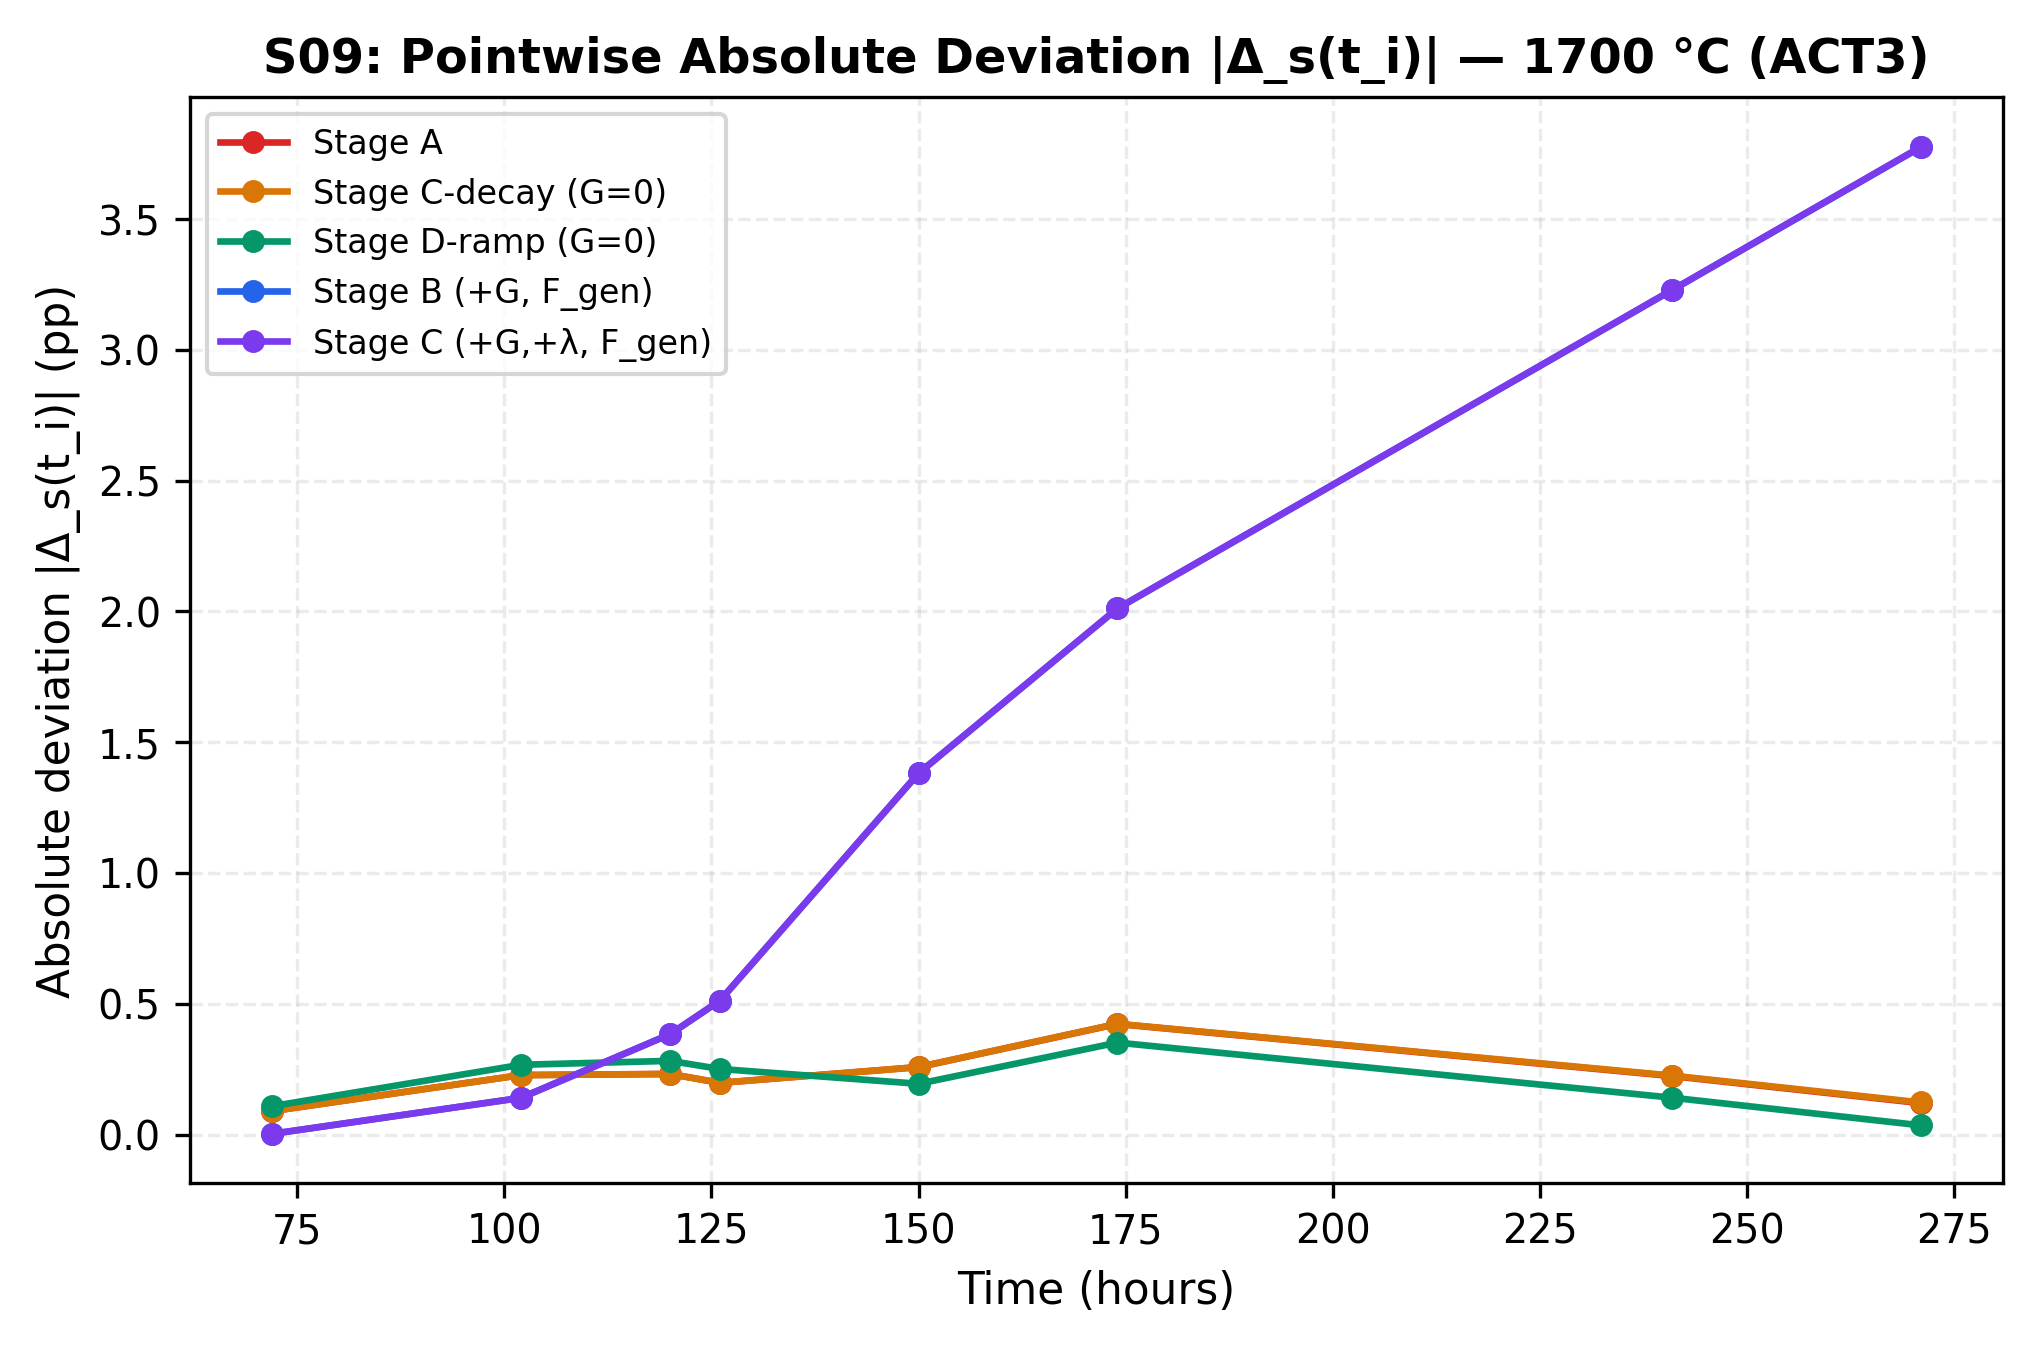 S09: Pointwise Absolute Deviation |Δ_s(t_i)| — 1700 °C (ACT3)
Stage A
Stage C-decay (G=0)
Stage D-ramp (G=0)
Stage B (+G, F_gen)
Stage C (+G,+λ, F_gen)
Absolute deviation |Δ_s(t_i)| (pp)
3.5
3.0
2.5
2.0
1.5
1.0
0.5
0.0
75 100 125 150 175 200 225 250 275
Time (hours)